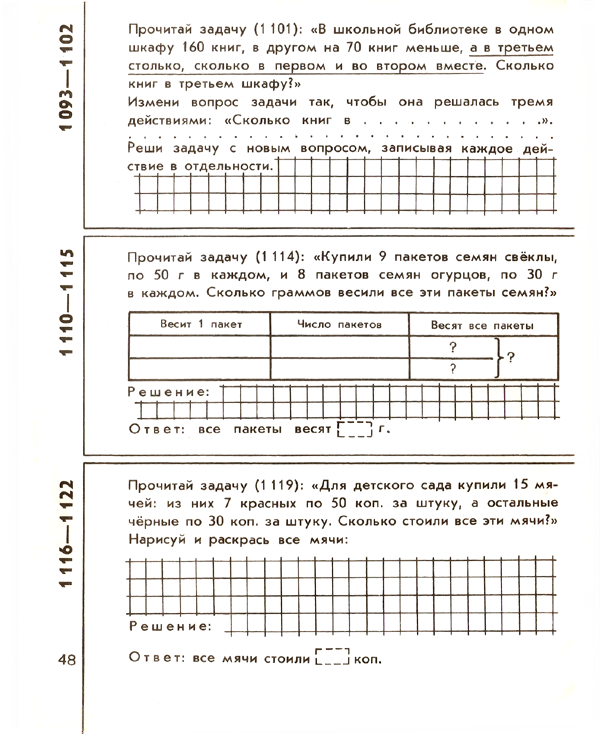 1093—1102
Прочитай задачу (1 101): «В школьной библиотеке в одном
шкафу 160 книг, в другом на 70 книг меньше, а в третьем
столько, сколько в первом и во втором вместе. Сколько
книг в третьем шкафу?»
Измени вопрос задачи так, чтобы она решалась тремя
действиями: «Сколько книг в . . . . . . . . . . . .».
. . . . . . . . . . . . . . . . . . . . . . . . . . . . .
Реши задачу с новым вопросом, записывая каждое дей-
ствие в отдельности.
1110—1115
Прочитай задачу (1 114): «Купили 9 пакетов семян свёклы,
по 50 г в каждом, и 8 пакетов семян огурцов, по 30 г
в каждом. Сколько граммов весили все эти пакеты семян?»
Весит 1 пакет Число пакетов Весят все пакеты
?
?
?
Решение:
Ответ: все пакеты весят г.
1116—1122
Прочитай задачу (1 119): «Для детского сада купили 15 мя-
чей: из них 7 красных по 50 коп. за штуку, а остальные
чёрные по 30 коп. за штуку. Сколько стоили все эти мячи?»
Нарисуй и раскрась все мячи:
Решение:
48
Ответ: все мячи стоили коп.